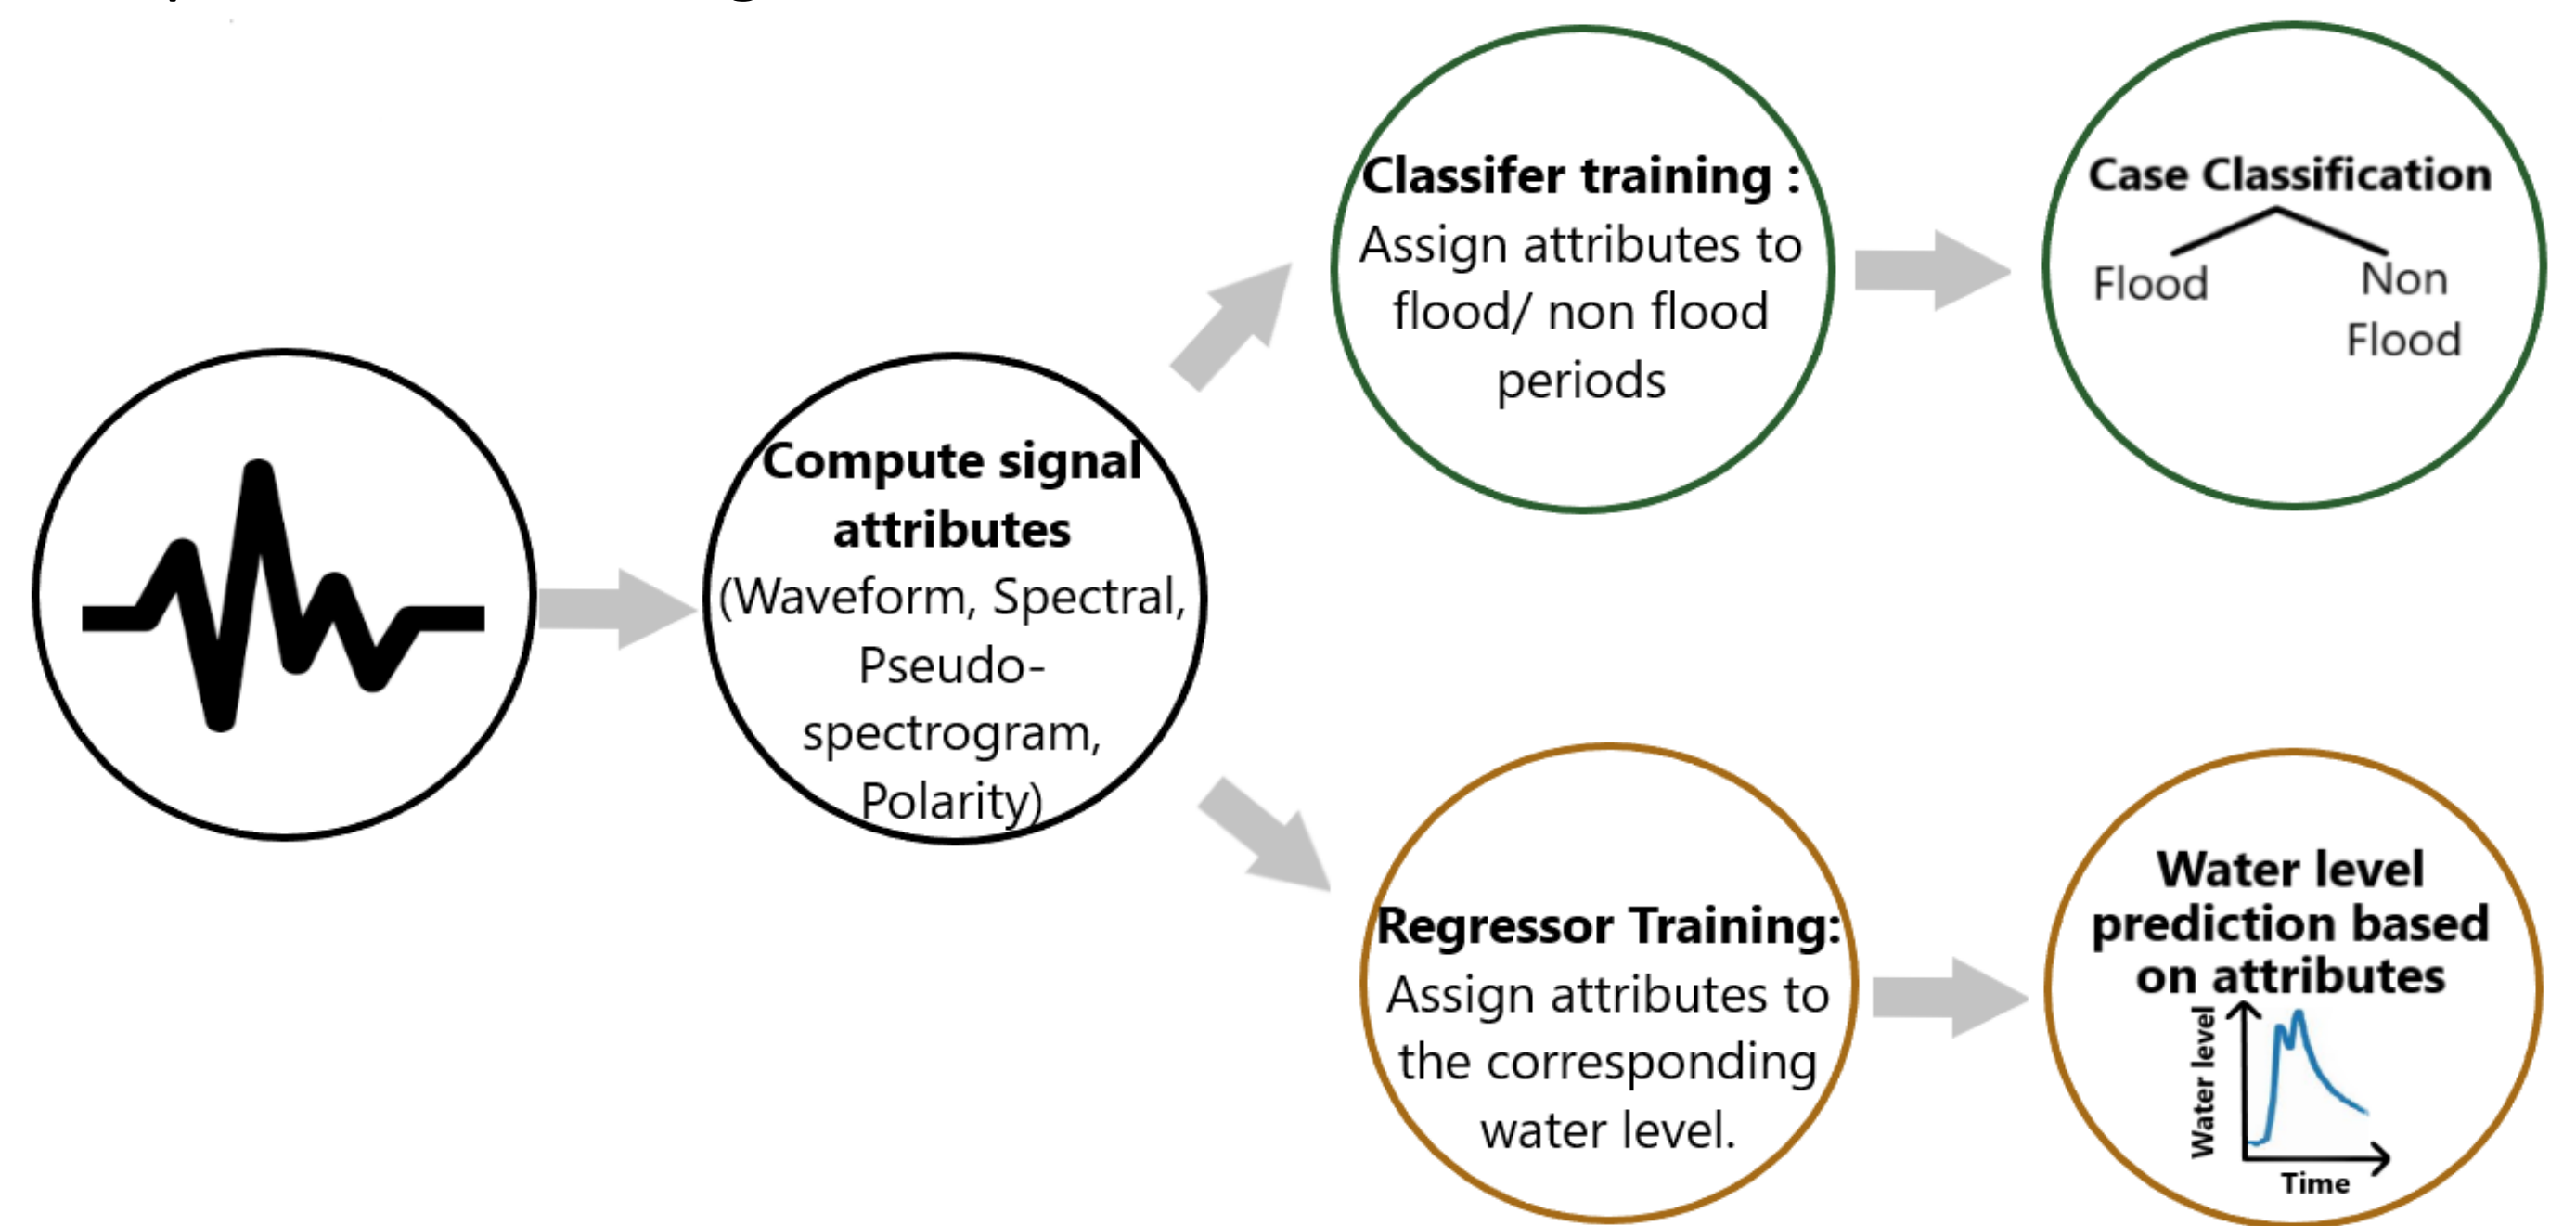 Compute signal
attributes
(Waveform, Spectral,
Pseudo-
spectrogram,
Polarity)
Classifer training :
Assign attributes to
flood/ non flood
periods
Case Classification
Flood
Non
Flood
Regressor Training:
Assign attributes to
the corresponding
water level.
Water level
prediction based
on attributes
Water level
Time